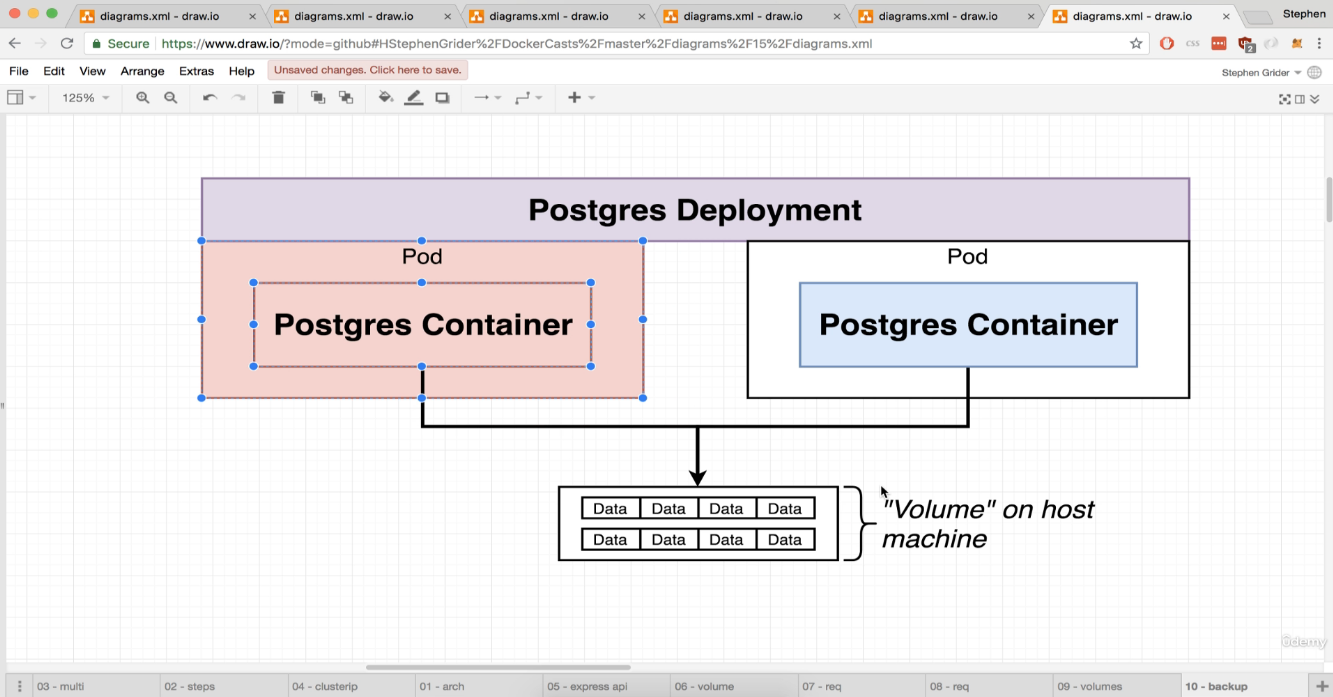 diagrams.xml - draw.io diagrams.xml - draw.io diagrams.xml - draw.io diagrams.xml - draw.io diagrams.xml - draw.io diagrams.xml - draw.io Stephen
Secure https://www.draw.io/?mode=github#HStephenGrider%2FDockerCasts%2Fmaster%2Fdiagrams%2F15%2Fdiagrams.xml CSS 2
File Edit View Arrange Extras Help Unsaved changes. Click here to save. Stephen Grider
125%
Postgres Deployment
Pod Pod
Postgres Container Postgres Container
Data Data Data Data
Data Data Data Data
"Volume" on host
machine
ûdemy
03 - multi 02 - steps 04 - clusterip 01 - arch 05 - express api 06 - volume 07 - req 08 - req 09 - volumes 10 - backup